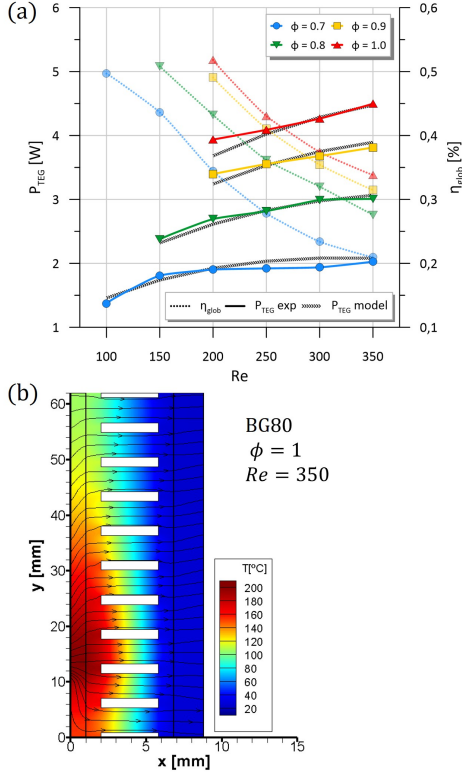 (a)
6
5
4
3
2
1
P_TEG [W]
0,6
0,5
0,4
0,3
0,2
0,1
η_glob [%]
ϕ = 0.7 ϕ = 0.9
ϕ = 0.8 ϕ = 1.0
η_glob P_TEG exp P_TEG model
100 150 200 250 300 350
Re
(b)
60
50
40
30
20
10
0
y [mm]
BG80
ϕ = 1
Re = 350
T[ºC]
200
180
160
140
120
100
80
60
40
20
0 5 10 15
x [mm]